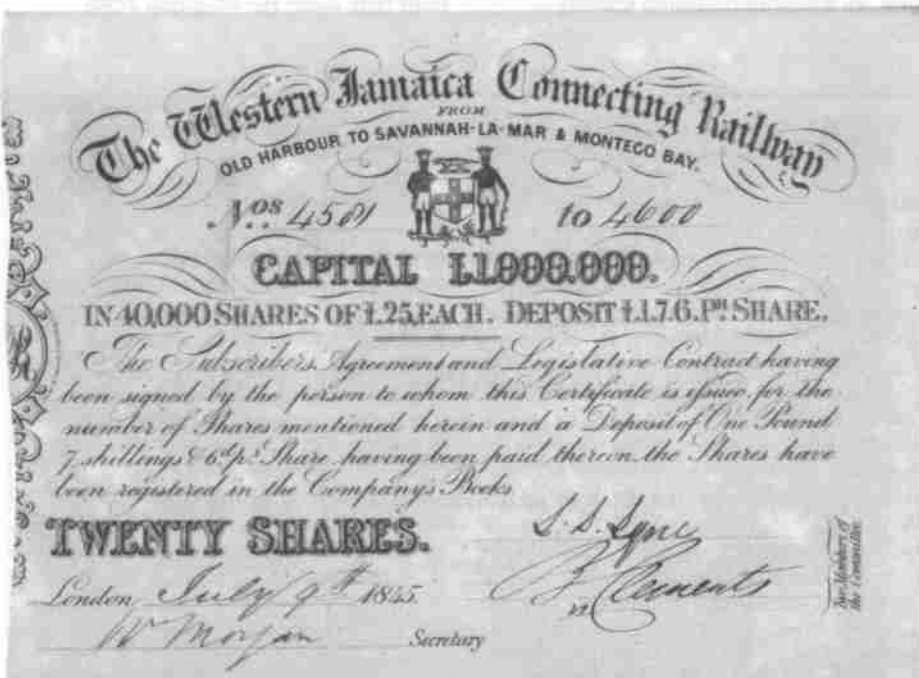 The Western Jamaica Connecting Railway
FROM
OLD HARBOUR TO SAVANNAH-LA-MAR & MONTEGO BAY.
Nos. 4581 to 4600
CAPITAL £1000.000.
IN 40,000 SHARES OF £.25, EACH. DEPOSIT £.1.7.6. Pr. SHARE.
The Subscribers Agreement and Legislative Contract having
been signed by the person to whom this Certificate is issued for the
number of Shares mentioned herein and a Deposit of One Pound
7 shillings & 6d. pr. Share having been paid thereon, the Shares have
been registered in the Companys Books
TWENTY SHARES.
London, July 9th 1845.
Wm Morgan Secretary
Clements
Two Members of
the Committee